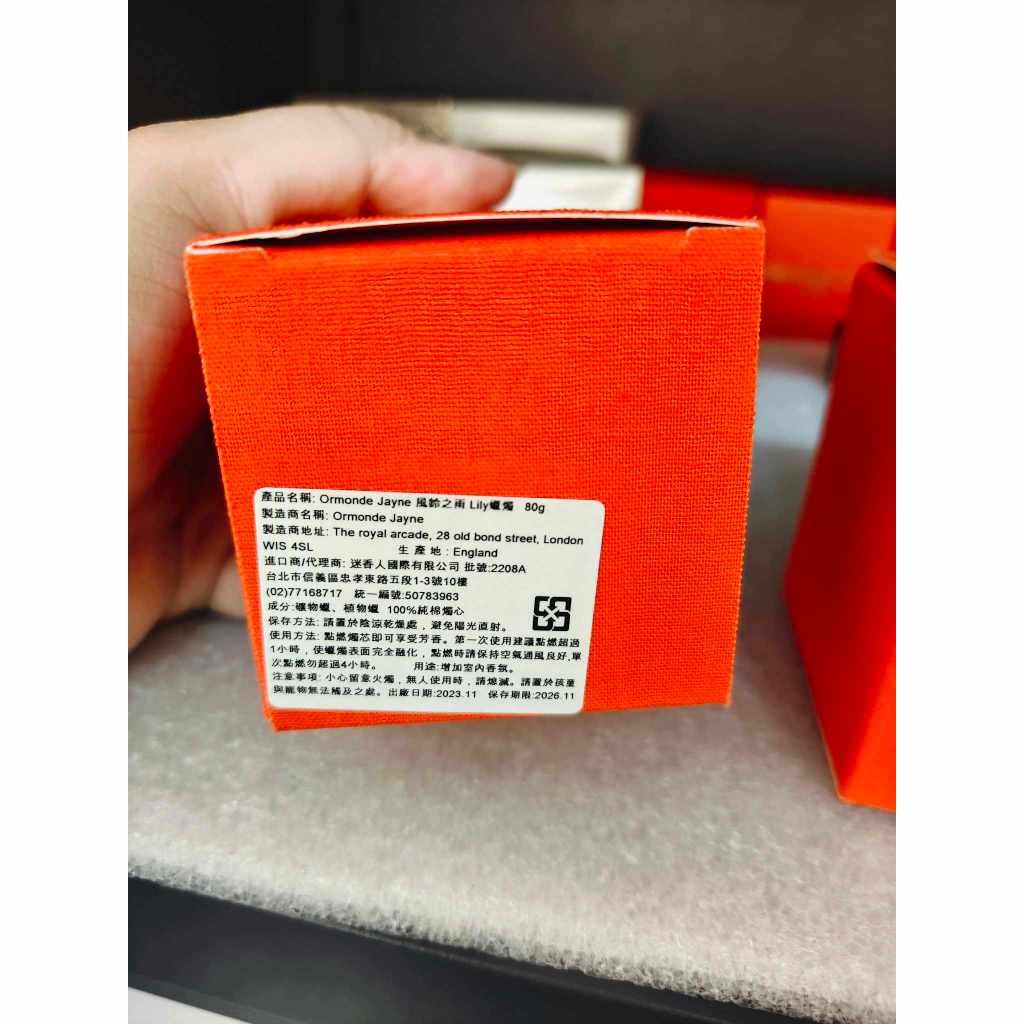 產品名稱: Ormonde Jayne 風鈴之雨 Lily蠟燭 80g
製造商名稱: Ormonde Jayne
製造商地址: The royal arcade, 28 old bond street, London
WIS 4SL 生 產 地 : England
進口商/代理商: 迷香人國際有限公司 批號:2208A
台北市信義區忠孝東路五段1-3號10樓
(02)77168717 統一編號:50783963
成分:礦物蠟、植物蠟 100%純棉燭心
保存方法: 請置於陰涼乾燥處，避免陽光直射。
使用方法: 點燃燭芯即可享受芳香。第一次使用建議點燃超過
1小時，使蠟燭表面完全融化，點燃時請保持空氣通風良好,單
次點燃勿超過4小時。 用途:增加室內香氛。
注意事項: 小心留意火燭，無人使用時，請熄滅。請置於孩童
與寵物無法觸及之處。出廠日期:2023.11 保存期限:2026.11